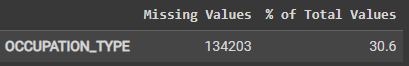 Missing Values % of Total Values
OCCUPATION_TYPE 134203 30.6